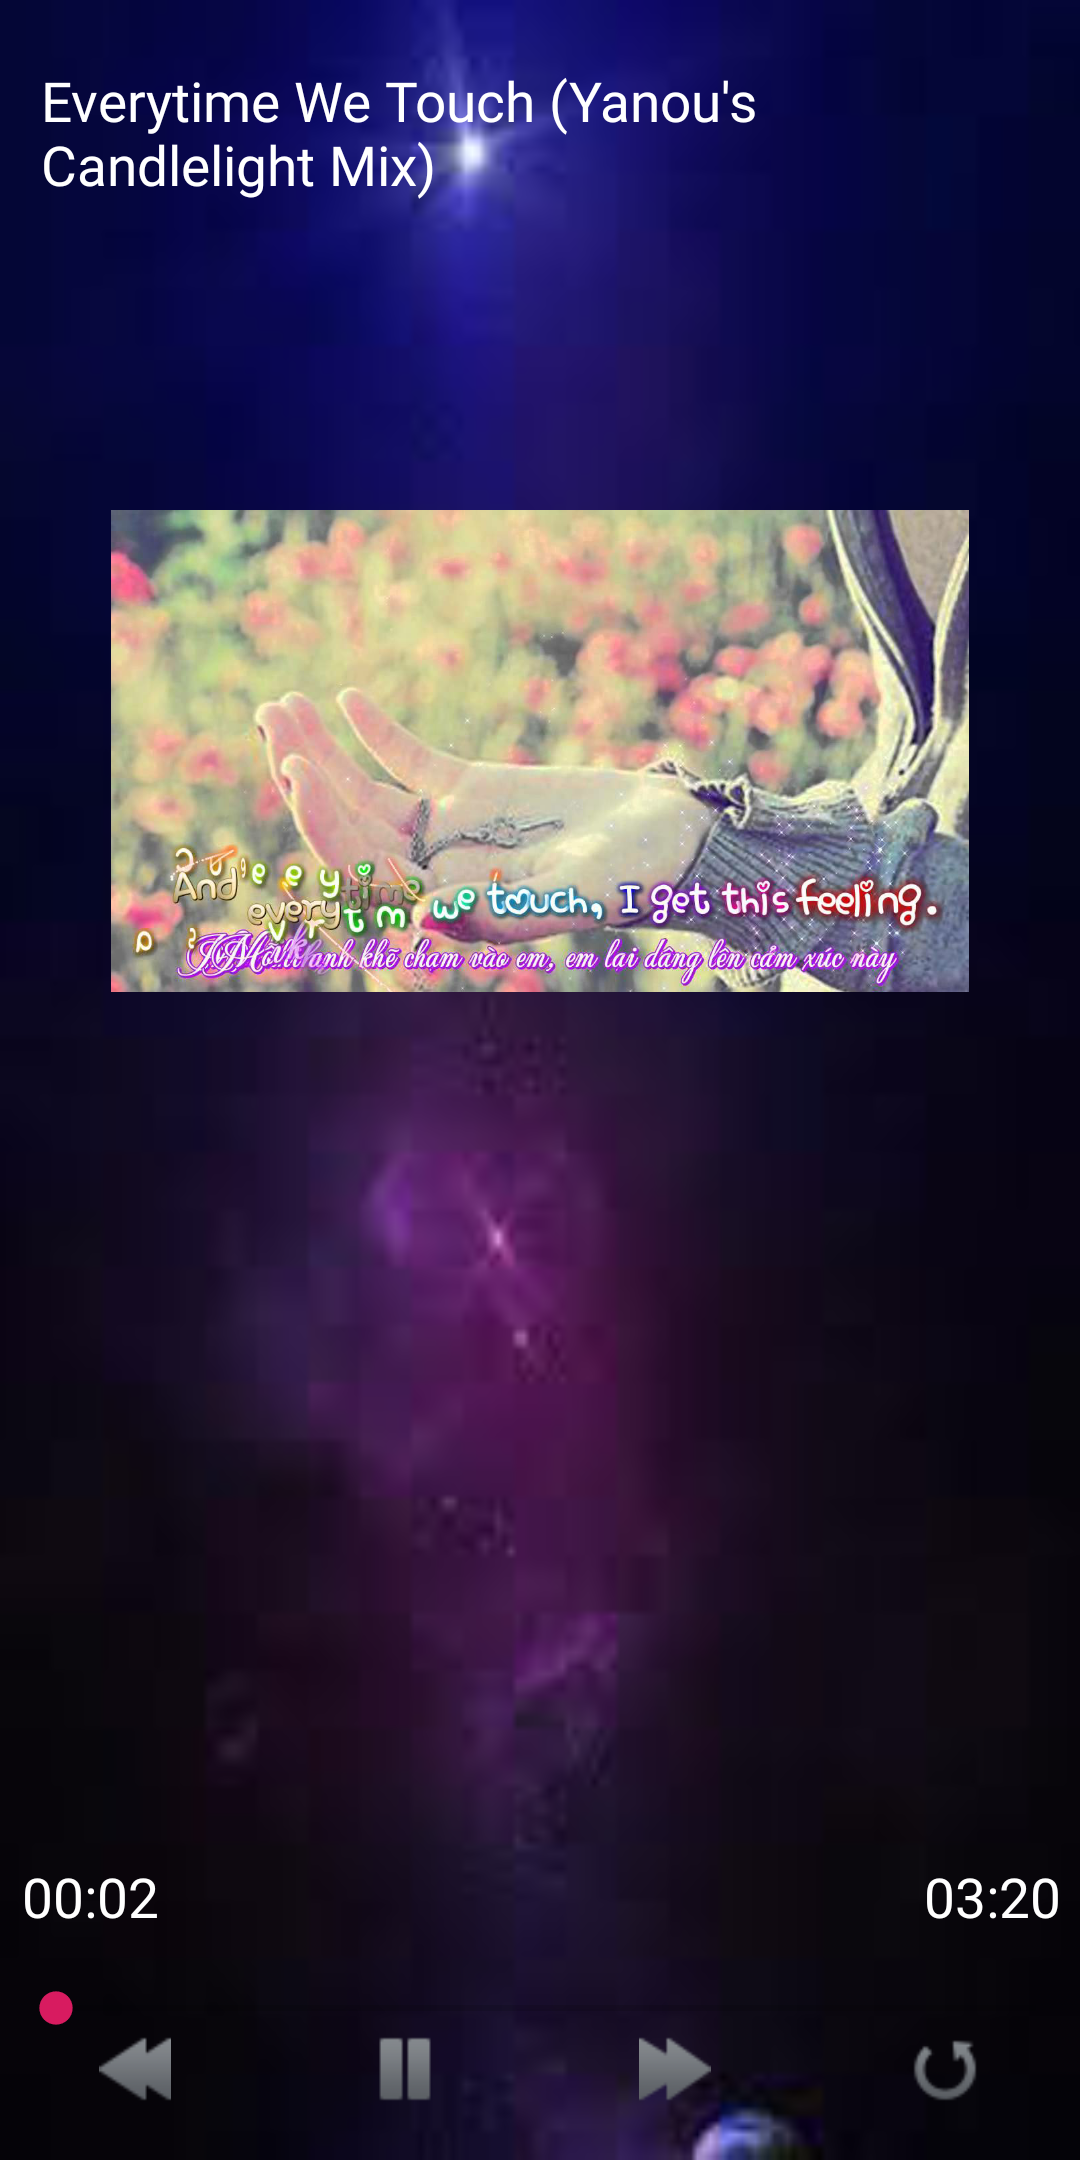 Everytime We Touch (Yanou's
Candlelight Mix)
And every time we touch, I get this feeling.
anh khẽ chạm vào em, em lại dâng lên cảm xúc này
00:02
03:20